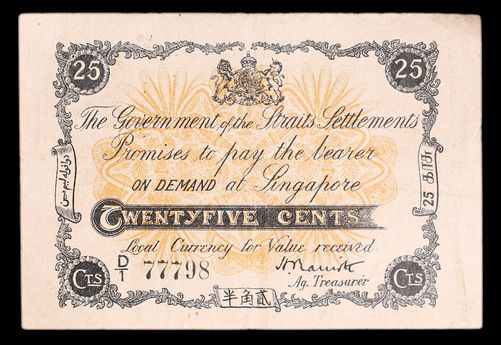 25
25
The Government of the Straits Settlements
Promises to pay the bearer
ON DEMAND at Singapore
TWENTYFIVE CENTS
Local Currency for Value received
D/1 77798
Ag. Treasurer
CTS
CTS
半角貳
25 காசு